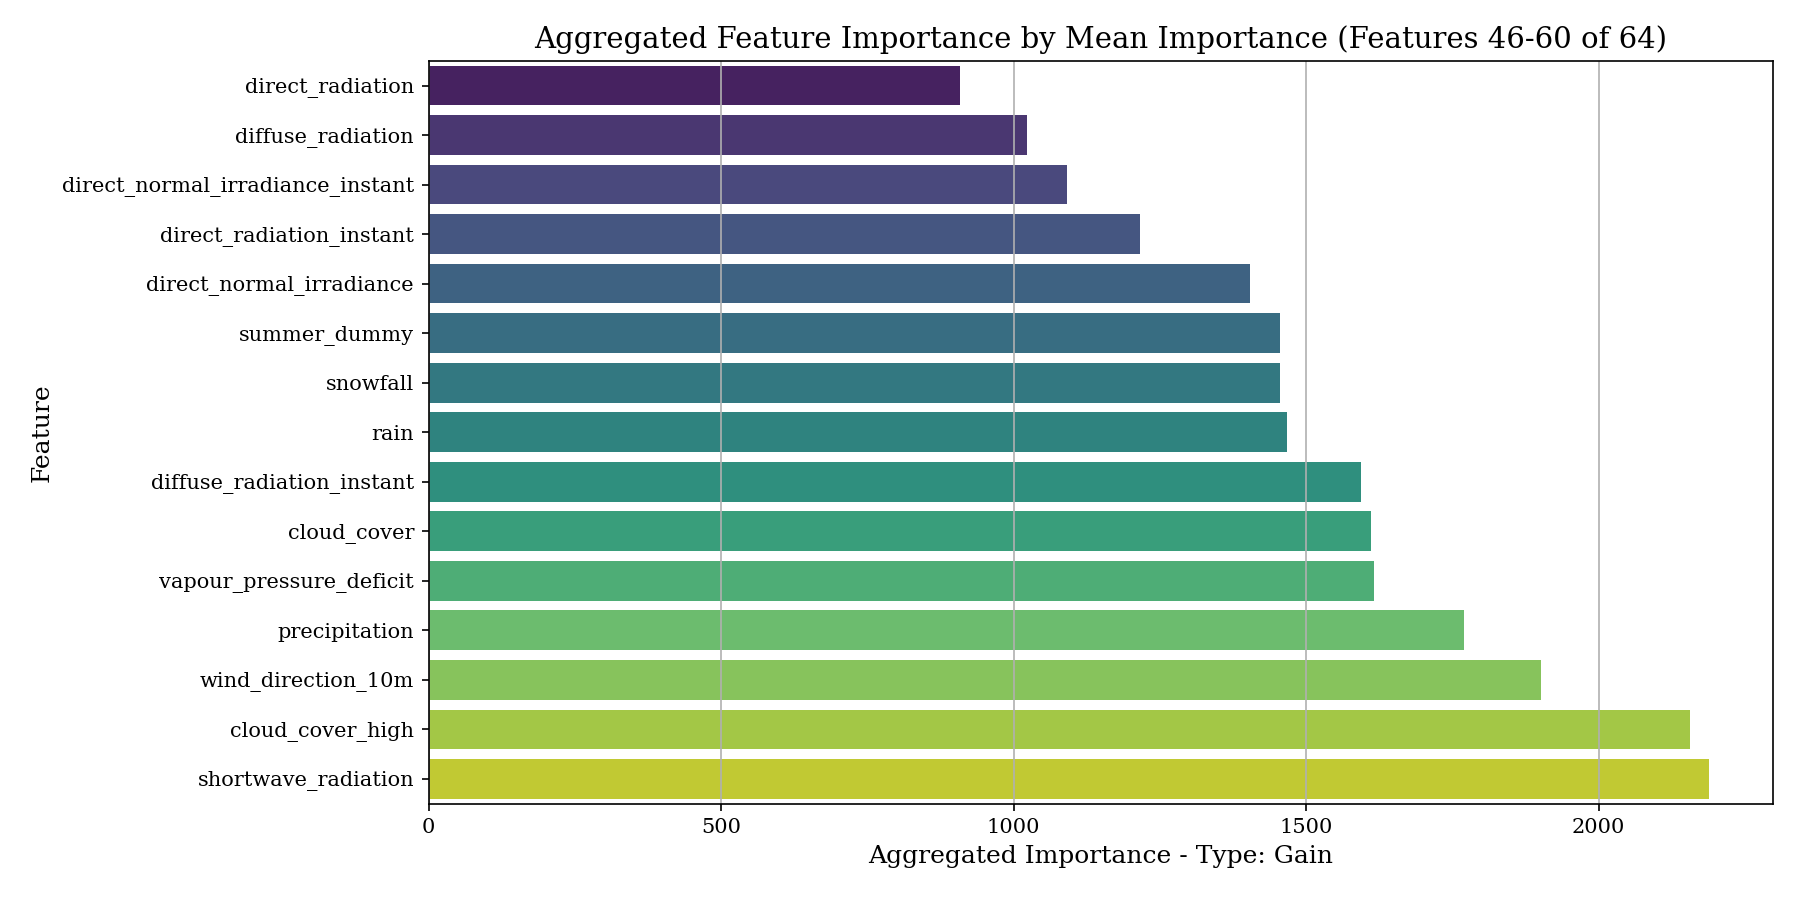 Aggregated Feature Importance by Mean Importance (Features 46-60 of 64)
direct_radiation
diffuse_radiation
direct_normal_irradiance_instant
direct_radiation_instant
direct_normal_irradiance
summer_dummy
snowfall
rain
diffuse_radiation_instant
cloud_cover
vapour_pressure_deficit
precipitation
wind_direction_10m
cloud_cover_high
shortwave_radiation
Feature
0 500 1000 1500 2000
Aggregated Importance - Type: Gain